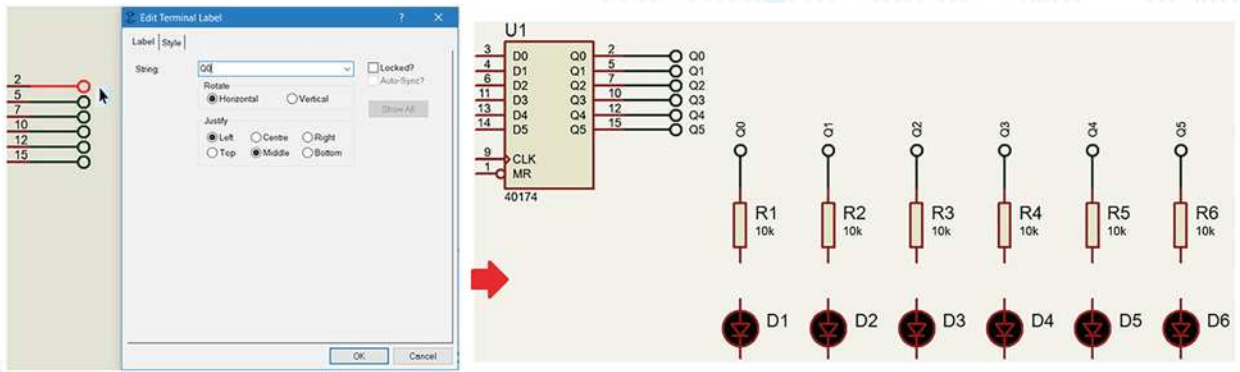 2
5
7
10
12
15
Edit Terminal Label ? ×
Label Style
String: Q0 Locked?
Auto-Sync?
Rotate
Horizontal Vertical
Show All
Justify
Left Centre Right
Top Middle Bottom
OK Cancel
U1
3 D0 Q0 2 Q0
4 D1 Q1 5 Q1
6 D2 Q2 7 Q2
11 D3 Q3 10 Q3
13 D4 Q4 12 Q4
14 D5 Q5 15 Q5
9 CLK
1 MR
40174
Q0 Q1 Q2 Q3 Q4 Q5
R1 R2 R3 R4 R5 R6
10k 10k 10k 10k 10k 10k
D1 D2 D3 D4 D5 D6